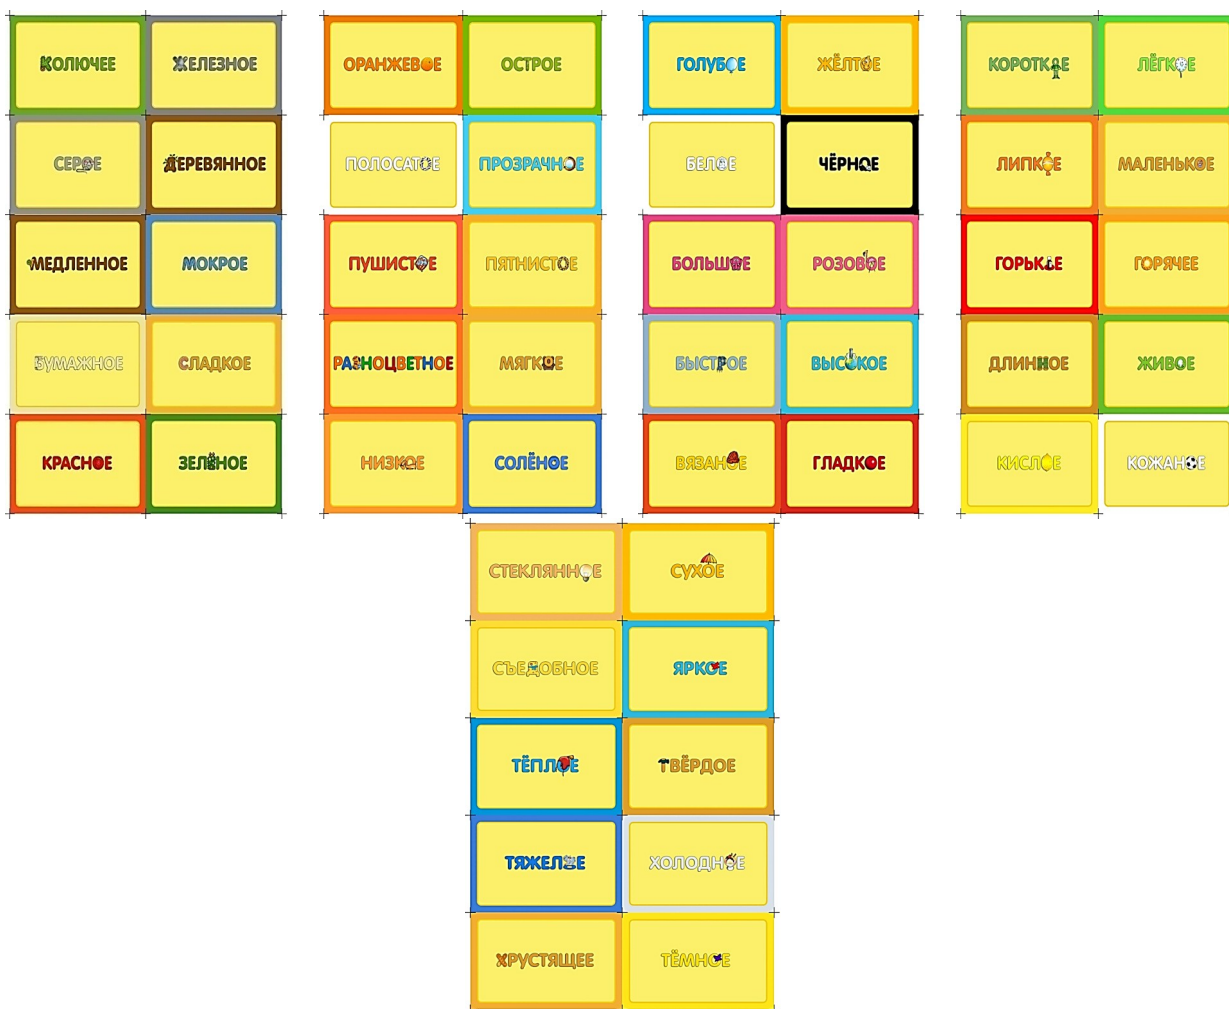 КОЛЮЧЕЕ
ЖЕЛЕЗНОЕ
СЕРОЕ
ДЕРЕВЯННОЕ
МЕДЛЕННОЕ
МОКРОЕ
БУМАЖНОЕ
СЛАДКОЕ
КРАСНОЕ
ЗЕЛЁНОЕ
ОРАНЖЕВОЕ
ОСТРОЕ
ПОЛОСАТОЕ
ПРОЗРАЧНОЕ
ПУШИСТОЕ
ПЯТНИСТОЕ
РАЗНОЦВЕТНОЕ
МЯГКОЕ
НИЗКОЕ
СОЛЁНОЕ
ГОЛУБОЕ
ЖЁЛТОЕ
БЕЛОЕ
ЧЁРНОЕ
БОЛЬШОЕ
РОЗОВОЕ
БЫСТРОЕ
ВЫСОКОЕ
ВЯЗАНОЕ
ГЛАДКОЕ
КОРОТКОЕ
ЛЁГКОЕ
ЛИПКОЕ
МАЛЕНЬКОЕ
ГОРЬКОЕ
ГОРЯЧЕЕ
ДЛИННОЕ
ЖИВОЕ
КИСЛОЕ
КОЖАНОЕ
СТЕКЛЯННОЕ
СУХОЕ
СЪЕДОБНОЕ
ЯРКОЕ
ТЁПЛОЕ
ТВЁРДОЕ
ТЯЖЕЛОЕ
ХОЛОДНОЕ
ХРУСТЯЩЕЕ
ТЁМНОЕ